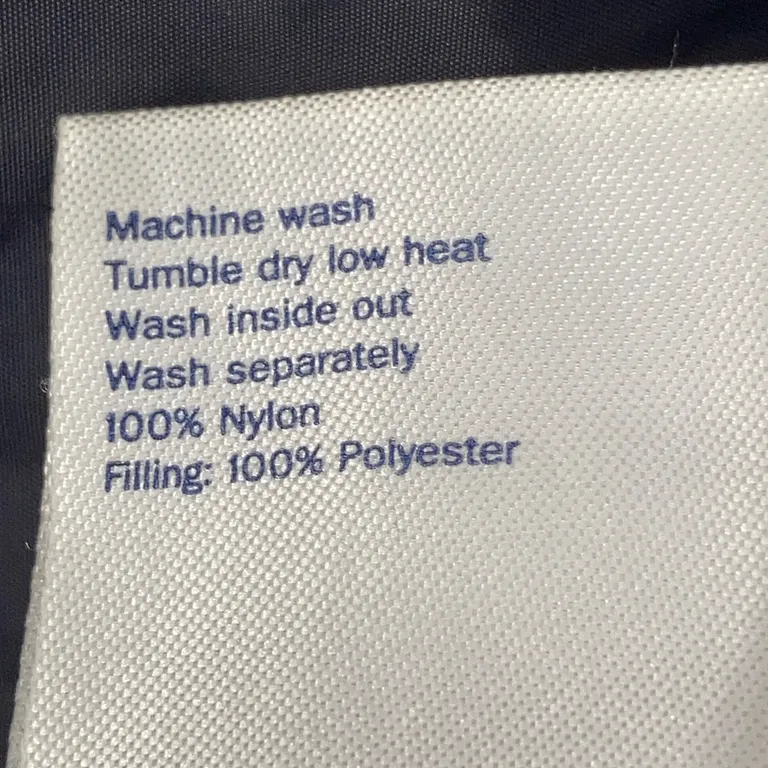 Machine wash
Tumble dry low heat
Wash inside out
Wash separately
100% Nylon
Filling: 100% Polyester